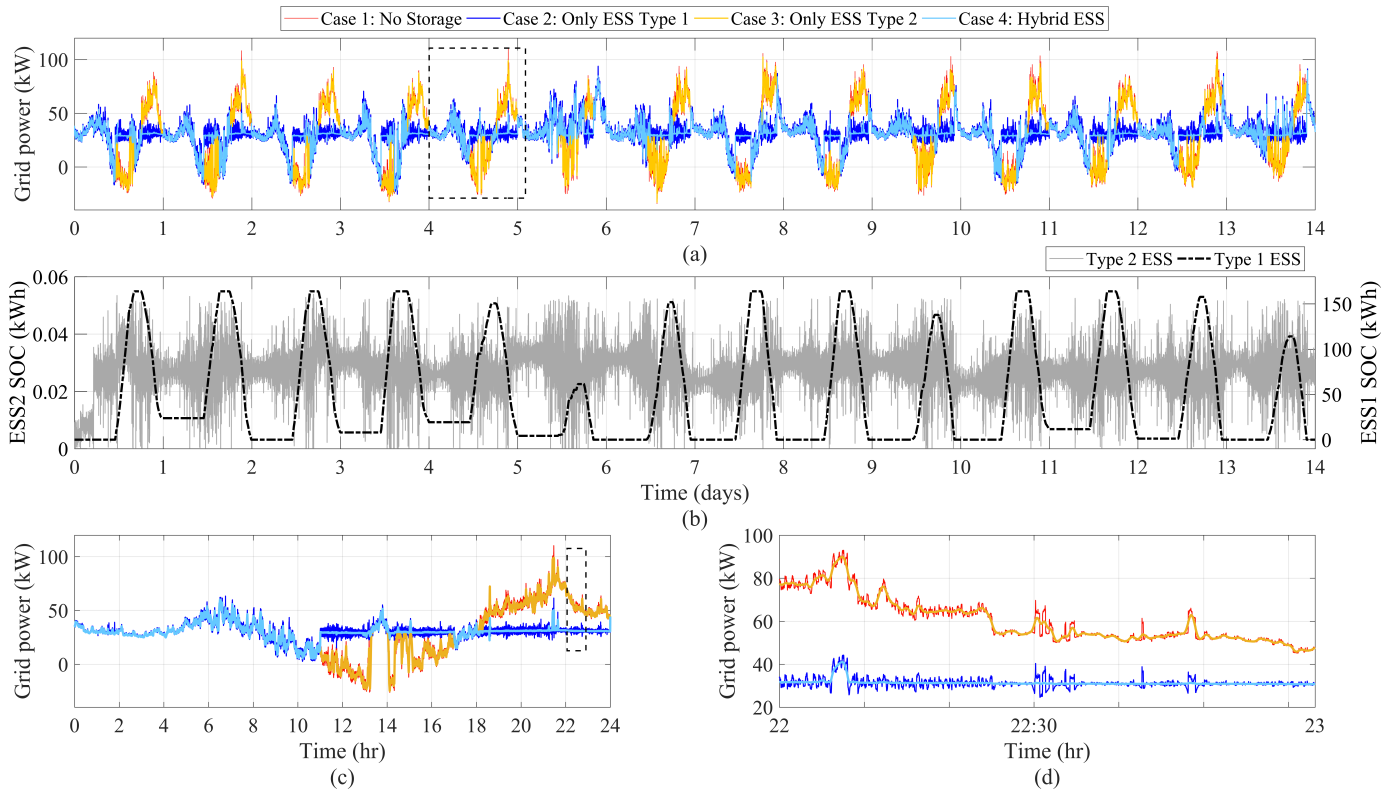 Case 1: No Storage Case 2: Only ESS Type 1 Case 3: Only ESS Type 2 Case 4: Hybrid ESS
Grid power (kW)
100
50
0
0 1 2 3 4 5 6 7 8 9 10 11 12 13 14
(a)
Type 2 ESS Type 1 ESS
ESS2 SOC (kWh)
0.06
0.04
0.02
0
150
100
50
0
ESS1 SOC (kWh)
0 1 2 3 4 5 6 7 8 9 10 11 12 13 14
Time (days)
(b)
Grid power (kW)
100
50
0
0 2 4 6 8 10 12 14 16 18 20 22 24
Time (hr)
(c)
Grid power (kW)
100
80
60
40
20
22 22:30 23
Time (hr)
(d)